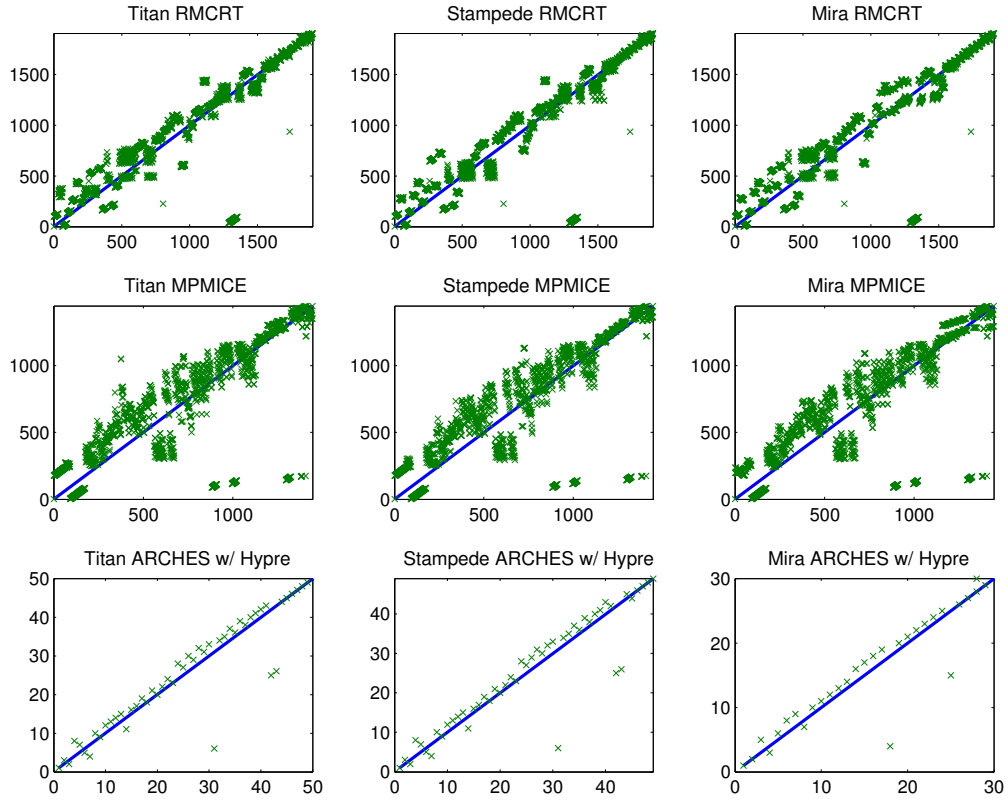 Titan RMCRT
Stampede RMCRT
Mira RMCRT
1500
1000
500
0
0 500 1000 1500
1500
1000
500
0
0 500 1000 1500
1500
1000
500
0
0 500 1000 1500
Titan MPMICE
Stampede MPMICE
Mira MPMICE
1000
500
0
0 500 1000
1000
500
0
0 500 1000
1000
500
0
0 500 1000
Titan ARCHES w/ Hypre
Stampede ARCHES w/ Hypre
Mira ARCHES w/ Hypre
50
40
30
20
10
0
0 10 20 30 40 50
40
30
20
10
0
0 10 20 30 40
30
20
10
0
0 10 20 30